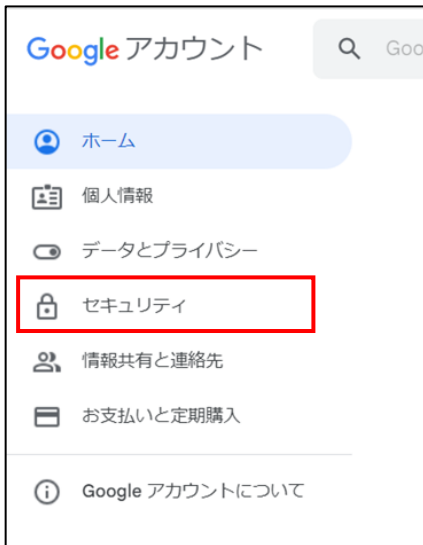 Google アカウント
Goo
ホーム
個人情報
データとプライバシー
セキュリティ
情報共有と連絡先
お支払いと定期購入
Google アカウントについて